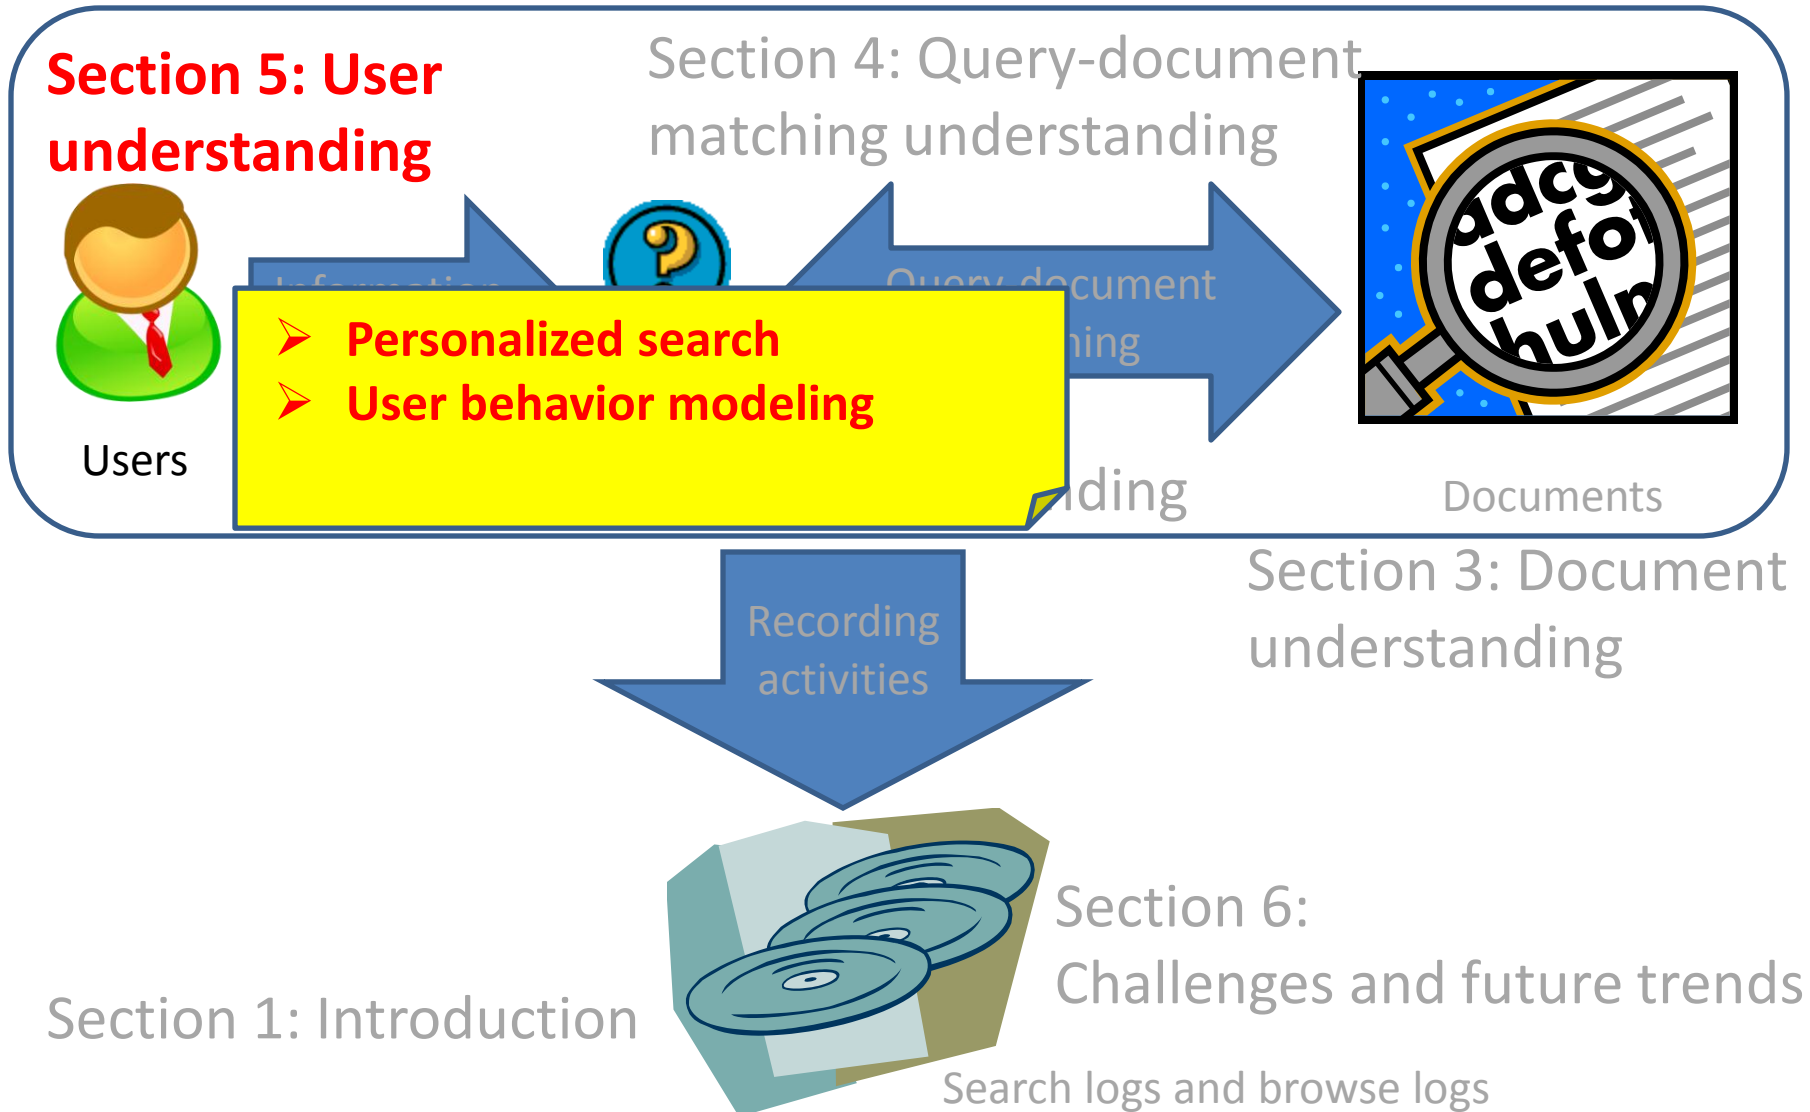 Section 5: User
understanding
Section 4: Query-document
matching understanding
Information
Query-document
Personalized search
User behavior modeling
Users
Documents
Section 3: Document
understanding
Recording
activities
Section 6:
Challenges and future trends
Section 1: Introduction
Search logs and browse logs